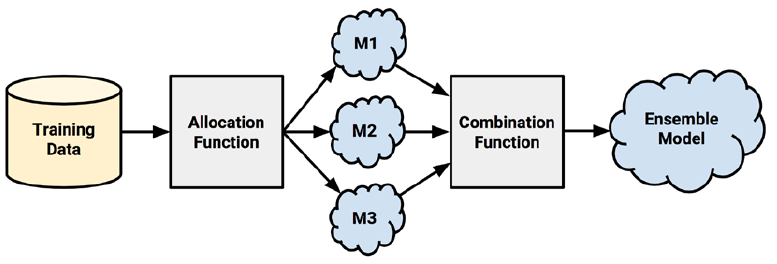 Training
Data
Allocation
Function
M1
M2
M3
Combination
Function
Ensemble
Model